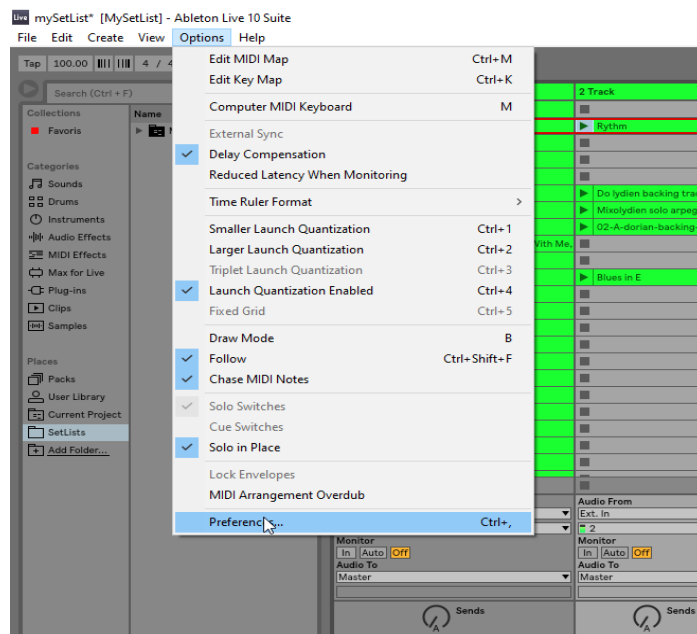 Live mySetList* [MySetList] - Ableton Live 10 Suite
File Edit Create View Options Help
Tap 100.00 4 / 4
Search (Ctrl + F)
Collections
Favoris
Categories
Sounds
Drums
Instruments
Audio Effects
MIDI Effects
Max for Live
Plug-ins
Clips
Samples
Places
Packs
User Library
Current Project
SetLists
Add Folder...
Name
Edit MIDI Map Ctrl+M
Edit Key Map Ctrl+K
Computer MIDI Keyboard M
External Sync
Delay Compensation
Reduced Latency When Monitoring
Time Ruler Format >
Smaller Launch Quantization Ctrl+1
Larger Launch Quantization Ctrl+2
Triplet Launch Quantization Ctrl+3
Launch Quantization Enabled Ctrl+4
Fixed Grid Ctrl+5
Draw Mode B
Follow Ctrl+Shift+F
Chase MIDI Notes
Solo Switches
Cue Switches
Solo in Place
Lock Envelopes
MIDI Arrangement Overdub
Preferences... Ctrl+,
With Me,
Monitor
In Auto Off
Audio To
Master
Sends
A
2 Track
Rythm
Do lydien backing tra
Mixolydien solo arpeg
02-A-dorian-backing-
Blues in E
Audio From
Ext. In
2
Monitor
In Auto Off
Audio To
Master
Sends
A